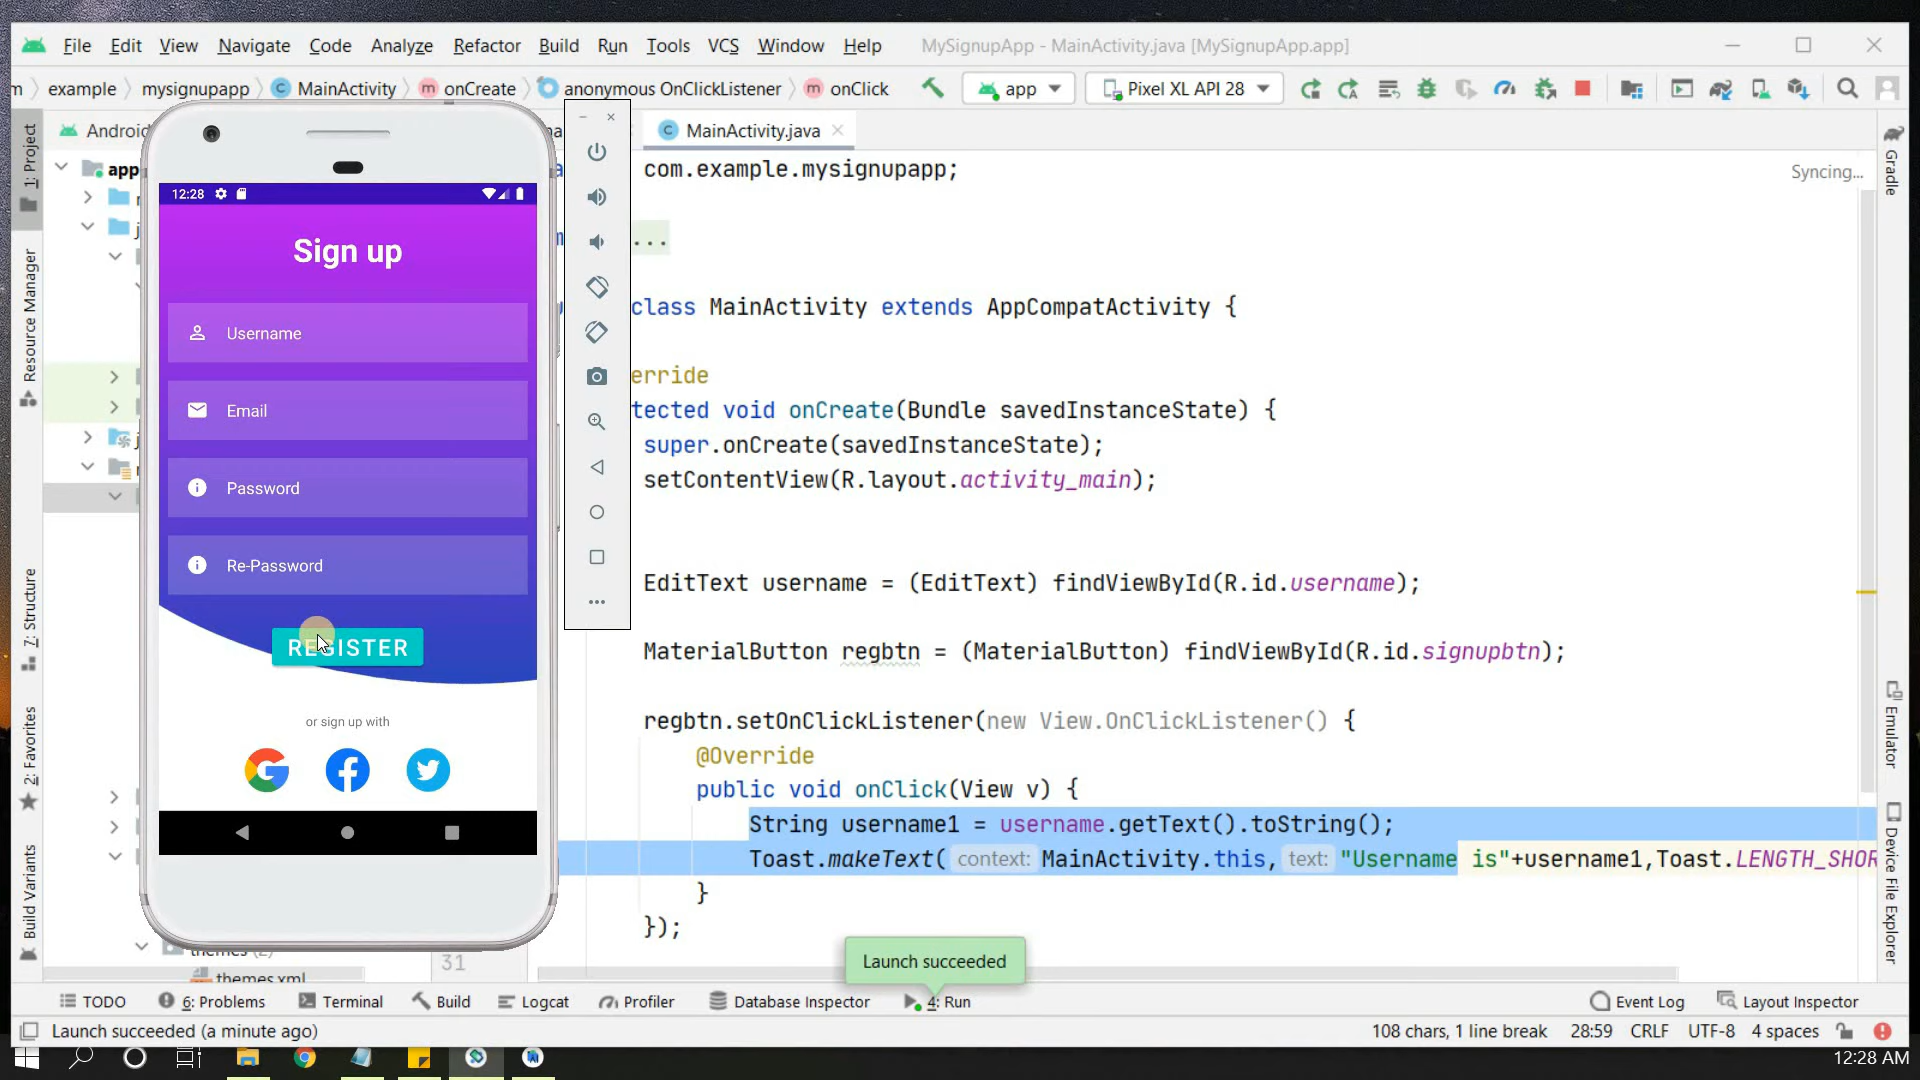 File Edit View Navigate Code Analyze Refactor Build Run Tools VCS Window Help MySignupApp - MainActivity.java [MySignupApp.app]
example mysignupapp MainActivity onCreate anonymous OnClickListener onClick app Pixel XL API 28
Android
MainActivity.java
1: Project
Resource Manager
7: Structure
2: Favorites
Build Variants
app
12:28
Sign up
Username
Email
Password
Re-Password
REGISTER
or sign up with
com.example.mysignupapp;
Syncing...
...
class MainActivity extends AppCompatActivity {
erride
tected void onCreate(Bundle savedInstanceState) {
super.onCreate(savedInstanceState);
setContentView(R.layout.activity_main);
EditText username = (EditText) findViewById(R.id.username);
MaterialButton regbtn = (MaterialButton) findViewById(R.id.signupbtn);
regbtn.setOnClickListener(new View.OnClickListener() {
@Override
public void onClick(View v) {
String username1 = username.getText().toString();
Toast.makeText( context: MainActivity.this, text: "Username is"+username1,Toast.LENGTH_SHOR
}
});
31
themes (2)
themes.xml
Gradle
Emulator
Device File Explorer
Launch succeeded
TODO 6: Problems Terminal Build Logcat Profiler Database Inspector 4: Run Event Log Layout Inspector
Launch succeeded (a minute ago) 108 chars, 1 line break 28:59 CRLF UTF-8 4 spaces
12:28 AM